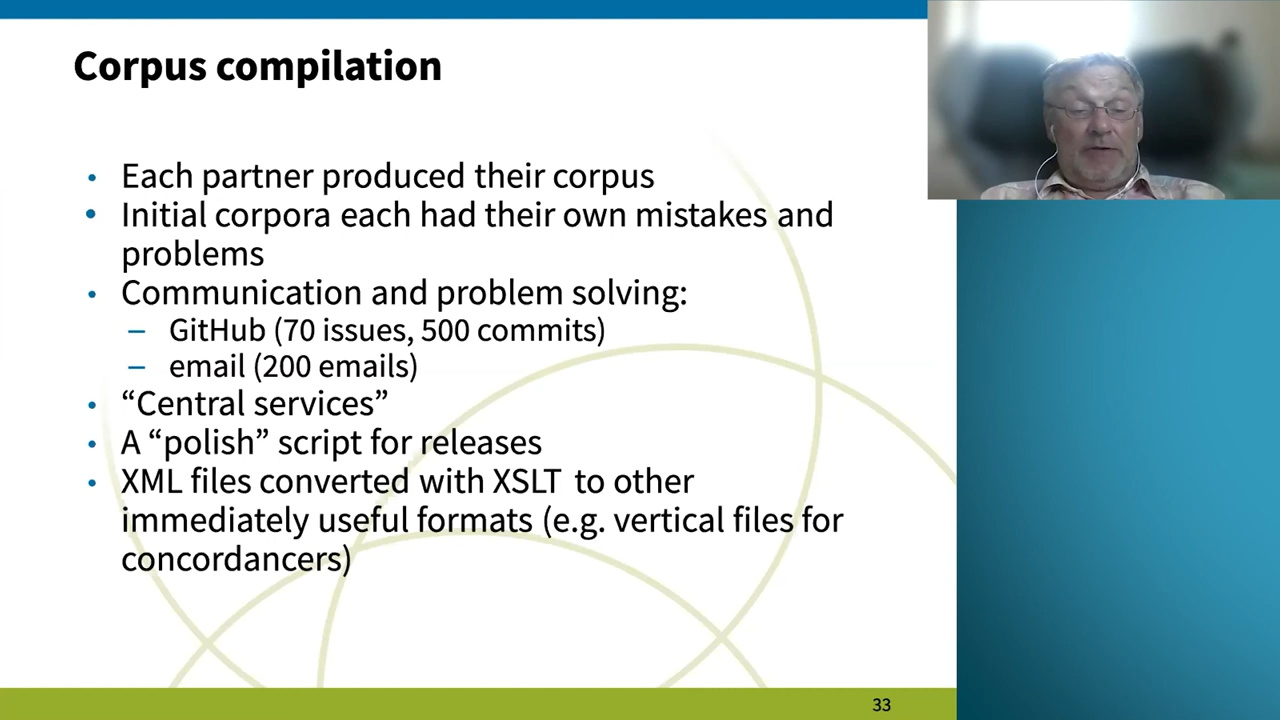 Corpus compilation
• Each partner produced their corpus
• Initial corpora each had their own mistakes and
problems
• Communication and problem solving:
– GitHub (70 issues, 500 commits)
– email (200 emails)
• “Central services”
• A “polish” script for releases
• XML files converted with XSLT to other
immediately useful formats (e.g. vertical files for
concordancers)
33